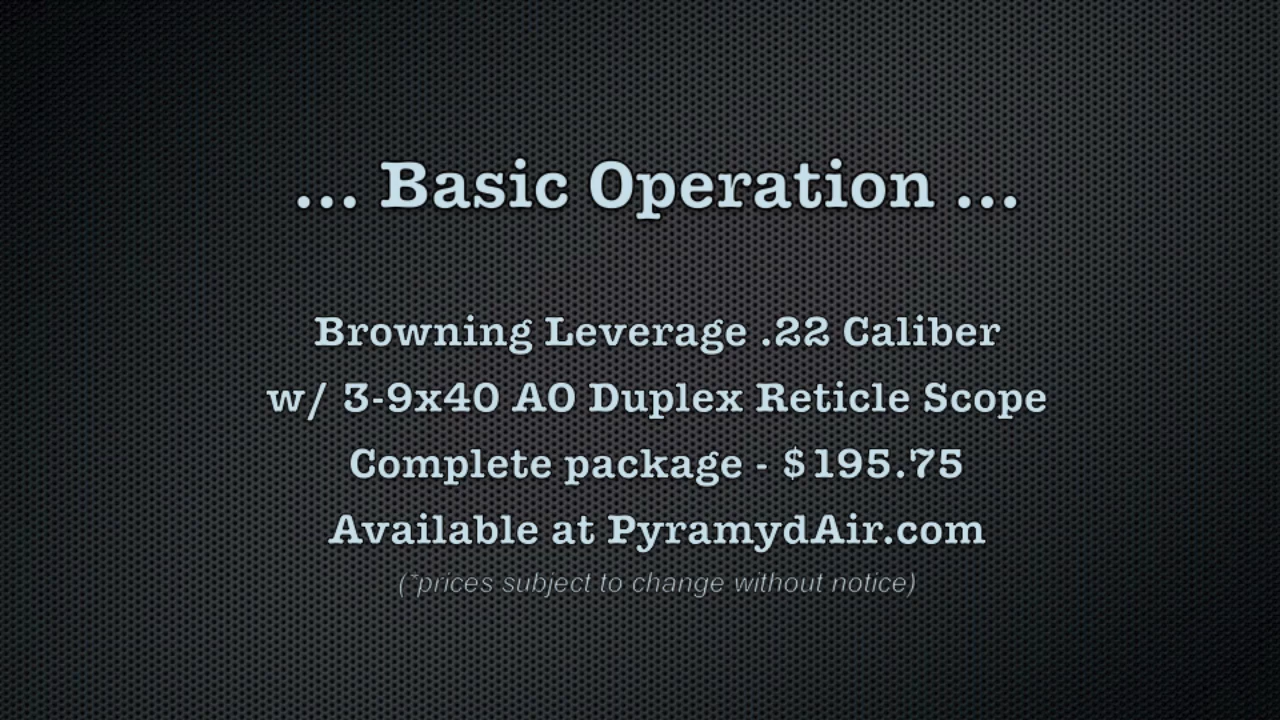 ... Basic Operation ...
Browning Leverage .22 Caliber
w/ 3-9x40 AO Duplex Reticle Scope
Complete package - $195.75
Available at PyramydAir.com
(*prices subject to change without notice)